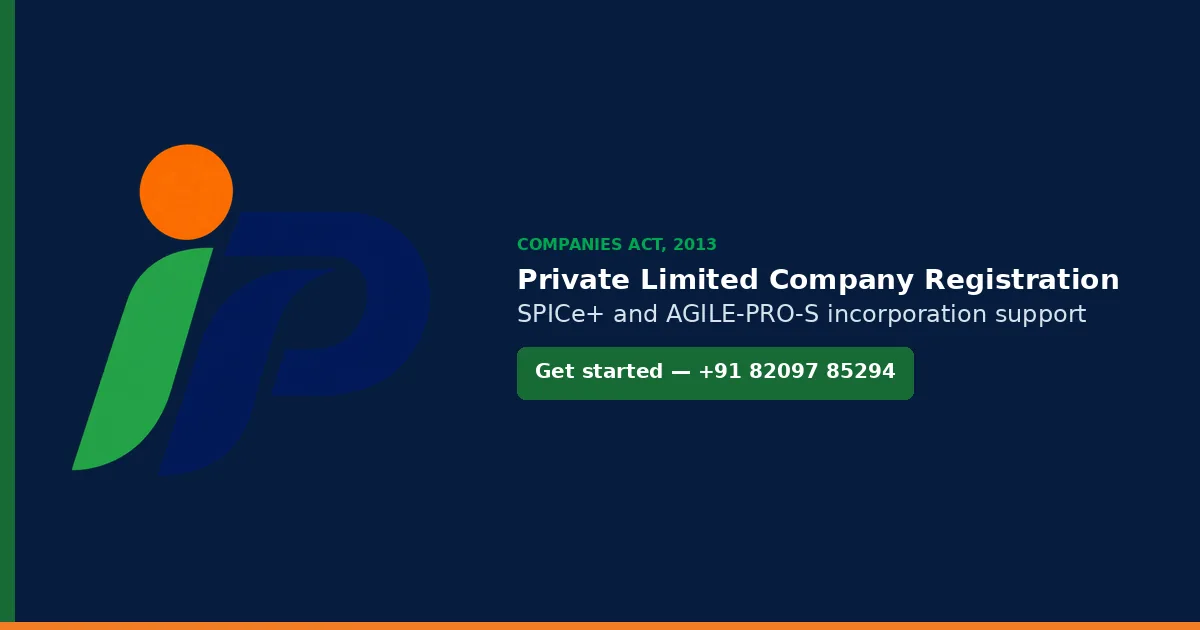 COMPANIES ACT, 2013
Private Limited Company Registration
SPICe+ and AGILE-PRO-S incorporation support
Get started — +91 82097 85294